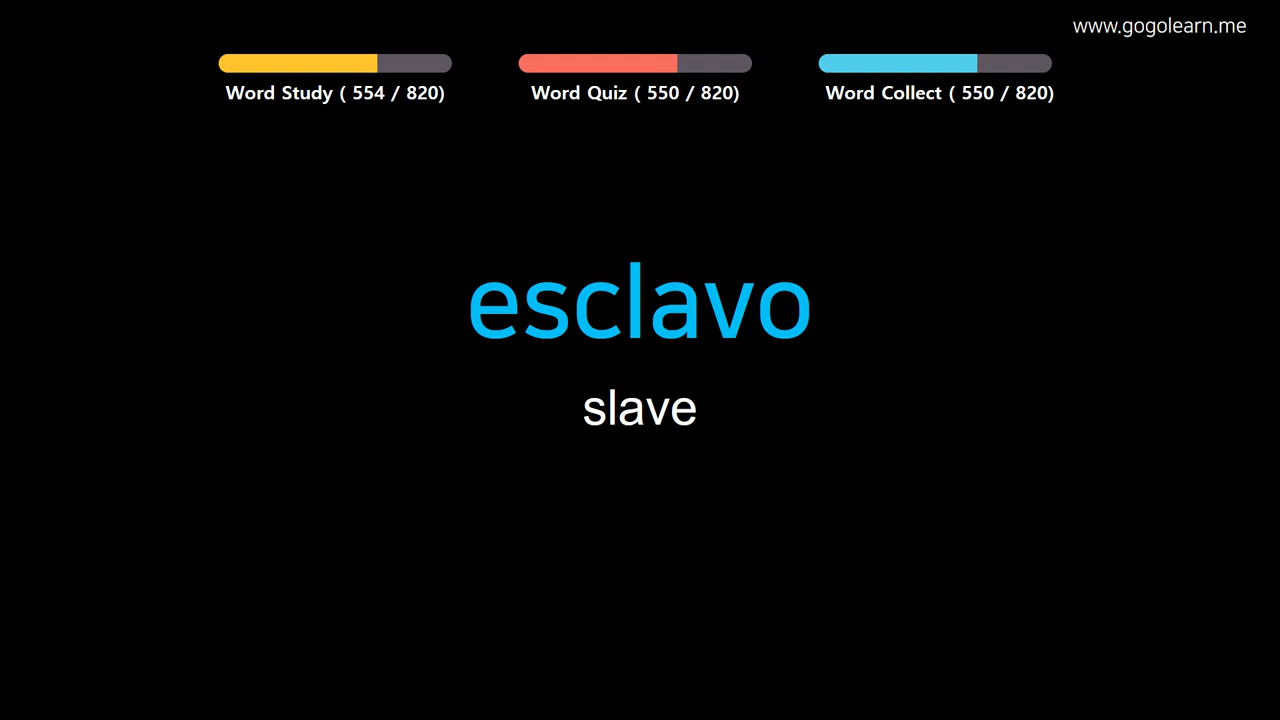 www.gogolearn.me
Word Study ( 554 / 820)
Word Quiz ( 550 / 820)
Word Collect ( 550 / 820)
esclavo
slave